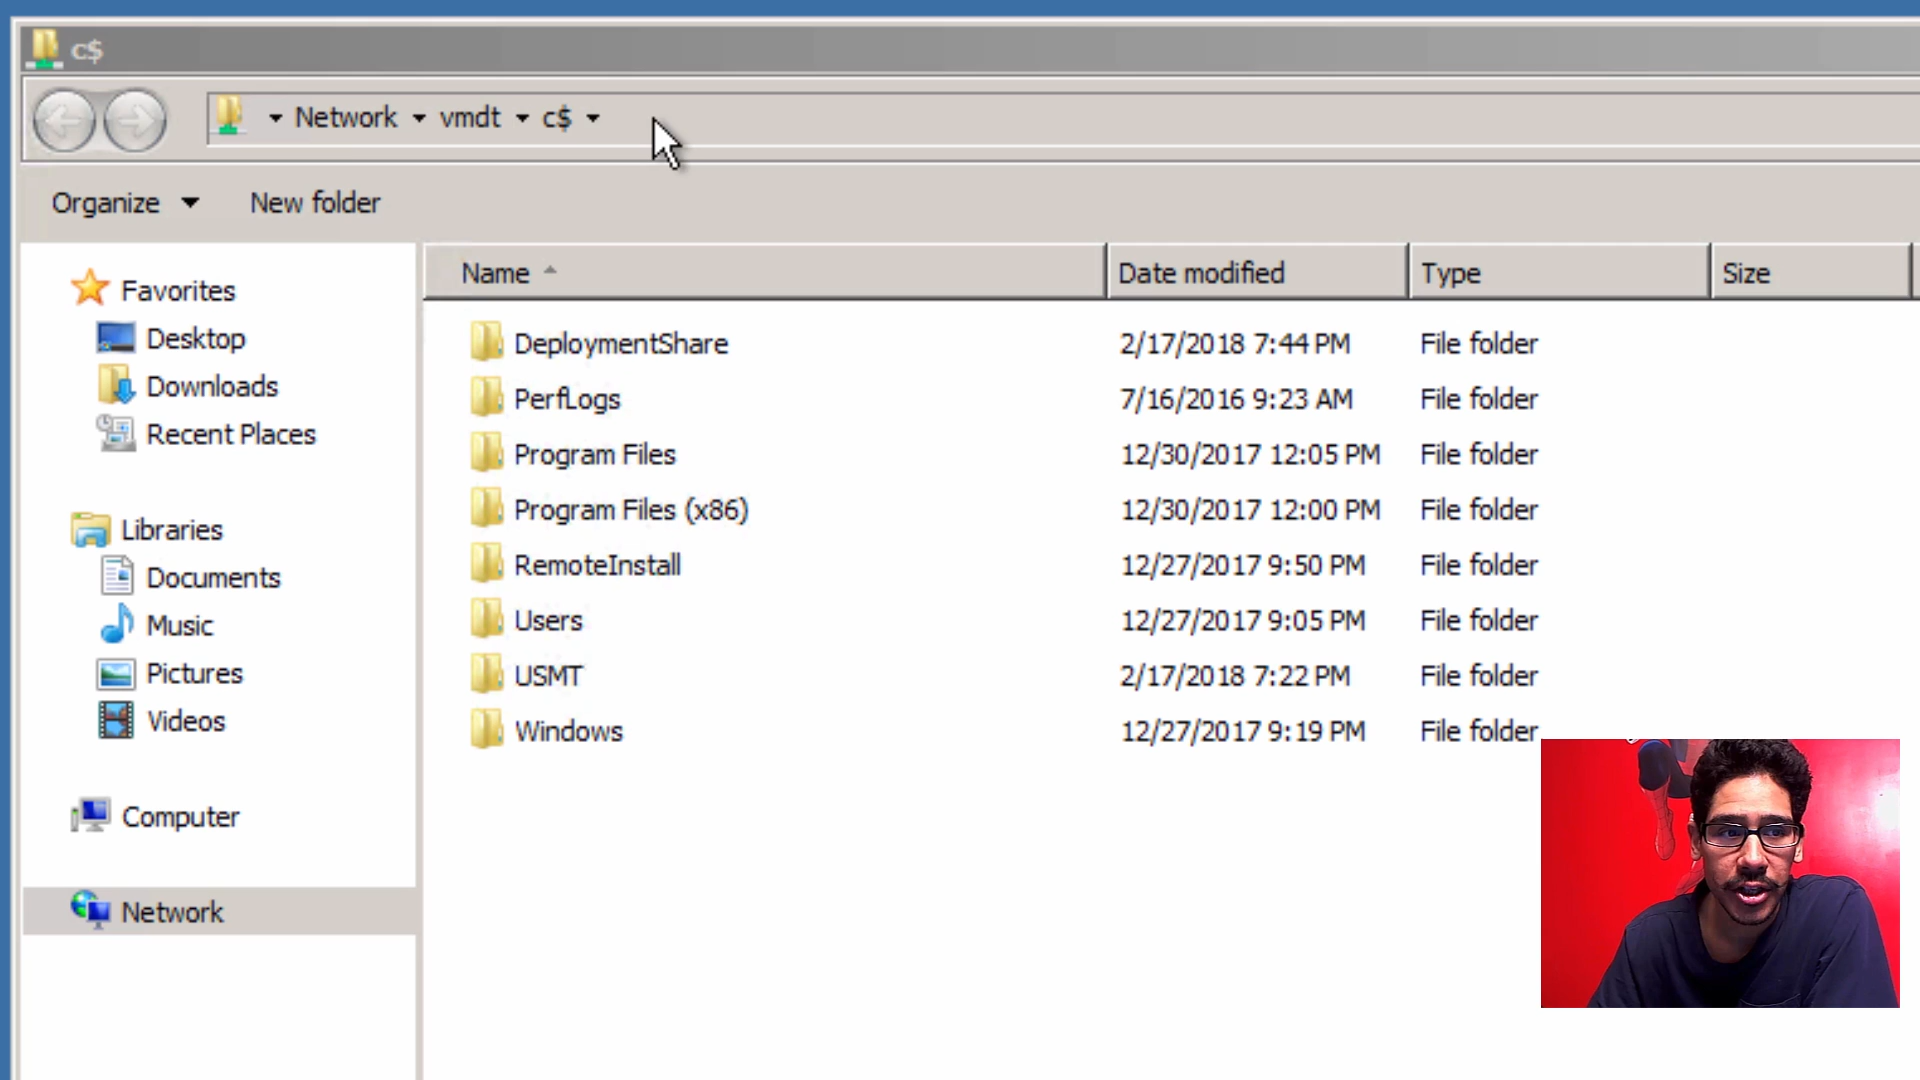 c$
Network vmdt c$
Organize New folder
Name Date modified Type Size
Favorites
Desktop
Downloads
Recent Places
Libraries
Documents
Music
Pictures
Videos
Computer
Network
DeploymentShare 2/17/2018 7:44 PM File folder
PerfLogs 7/16/2016 9:23 AM File folder
Program Files 12/30/2017 12:05 PM File folder
Program Files (x86) 12/30/2017 12:00 PM File folder
RemoteInstall 12/27/2017 9:50 PM File folder
Users 12/27/2017 9:05 PM File folder
USMT 2/17/2018 7:22 PM File folder
Windows 12/27/2017 9:19 PM File folder